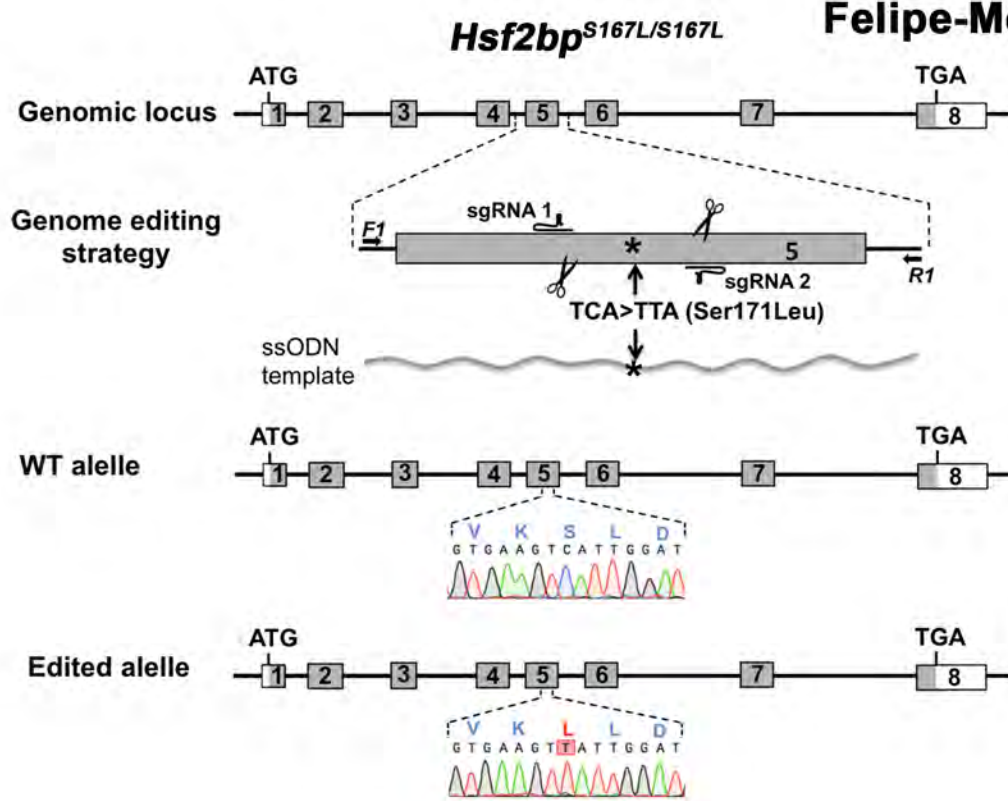 Felipe-M
Hsf2bp S167L/S167L
ATG TGA
Genomic locus 1 2 3 4 5 6 7 8
Genome editing
strategy
F1 sgRNA 1
* 5
sgRNA 2 R1
TCA>TTA (Ser171Leu)
ssODN
template
*
ATG TGA
WT alelle 1 2 3 4 5 6 7 8
V K S L D
G T G A A G T C A T T G G A T
ATG TGA
Edited alelle 1 2 3 4 5 6 7 8
V K L L D
G T G A A G T T A T T G G A T